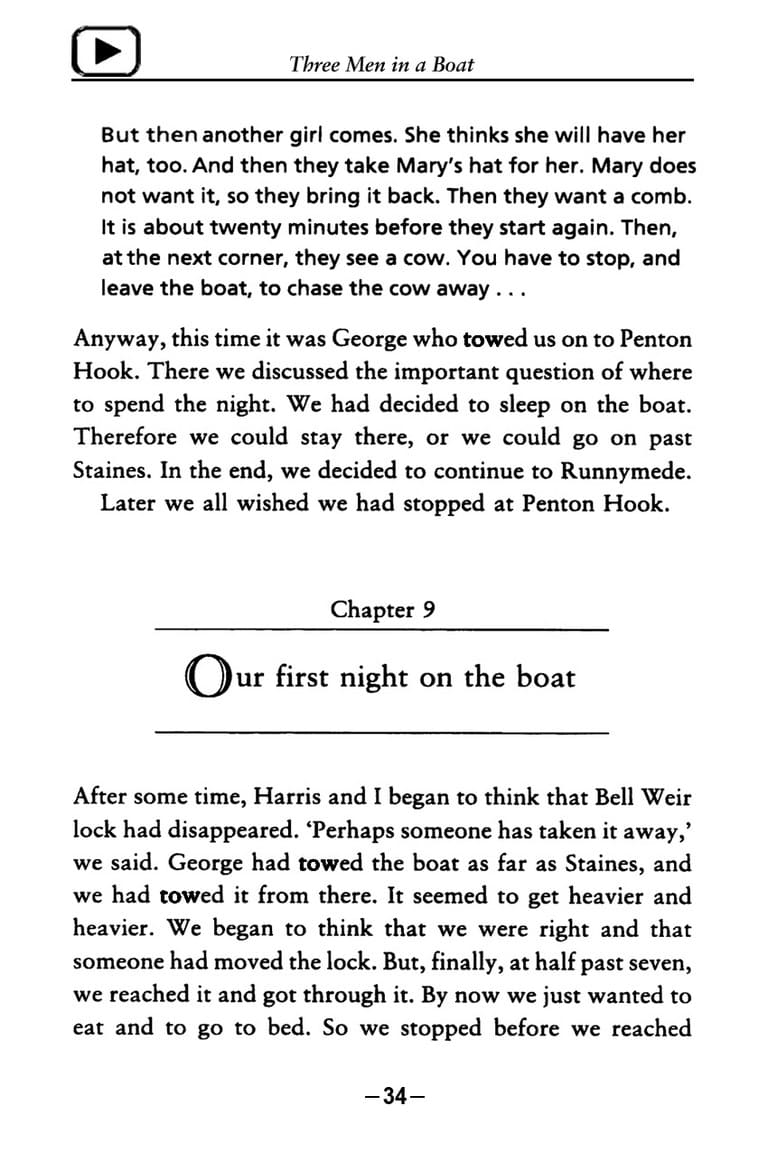 Three Men in a Boat
But then another girl comes. She thinks she will have her
hat, too. And then they take Mary's hat for her. Mary does
not want it, so they bring it back. Then they want a comb.
It is about twenty minutes before they start again. Then,
at the next corner, they see a cow. You have to stop, and
leave the boat, to chase the cow away . . .
Anyway, this time it was George who towed us on to Penton
Hook. There we discussed the important question of where
to spend the night. We had decided to sleep on the boat.
Therefore we could stay there, or we could go on past
Staines. In the end, we decided to continue to Runnymede.
Later we all wished we had stopped at Penton Hook.
Chapter 9
Our first night on the boat
After some time, Harris and I began to think that Bell Weir
lock had disappeared. ‘Perhaps someone has taken it away,’
we said. George had towed the boat as far as Staines, and
we had towed it from there. It seemed to get heavier and
heavier. We began to think that we were right and that
someone had moved the lock. But, finally, at half past seven,
we reached it and got through it. By now we just wanted to
eat and to go to bed. So we stopped before we reached
–34–